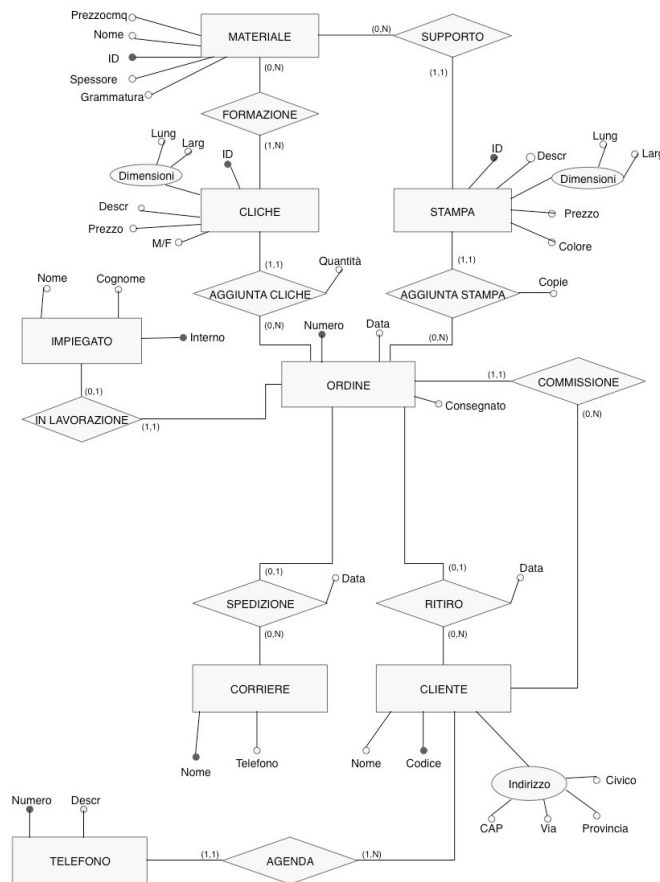 Prezzocmq
Nome
MATERIALE
(0,N)
SUPPORTO
ID
Spessore
Grammatura
(0,N)
(1,1)
FORMAZIONE
Lung
Larg
(1,N)
ID
ID
Descr
Lung
Larg
Dimensioni
Dimensioni
Descr
CLICHE
STAMPA
Prezzo
Prezzo
M/F
Colore
(1,1)
Quantità
(1,1)
Nome
Cognome
AGGIUNTA CLICHE
AGGIUNTA STAMPA
Copie
(0,N)
Numero
Data
(0,N)
IMPIEGATO
Interno
ORDINE
(1,1)
COMMISSIONE
(0,1)
Consegnato
(0,N)
IN LAVORAZIONE
(1,1)
(0,1)
Data
(0,1)
Data
SPEDIZIONE
RITIRO
(0,N)
(0,N)
CORRIERE
CLIENTE
Nome
Telefono
Nome
Codice
Indirizzo
Civico
CAP
Via
Provincia
Numero
Descr
TELEFONO
(1,1)
AGENDA
(1,N)